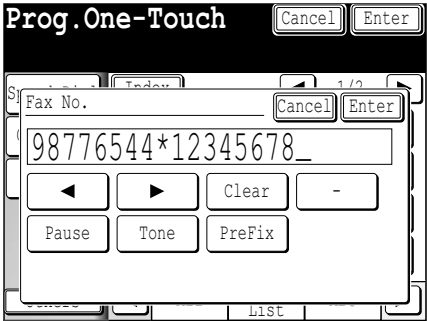 Prog.One-Touch Cancel Enter
Index 1/2
Fax No. Cancel Enter
98776544*12345678_
◄ ► Clear -
Pause Tone PreFix
List